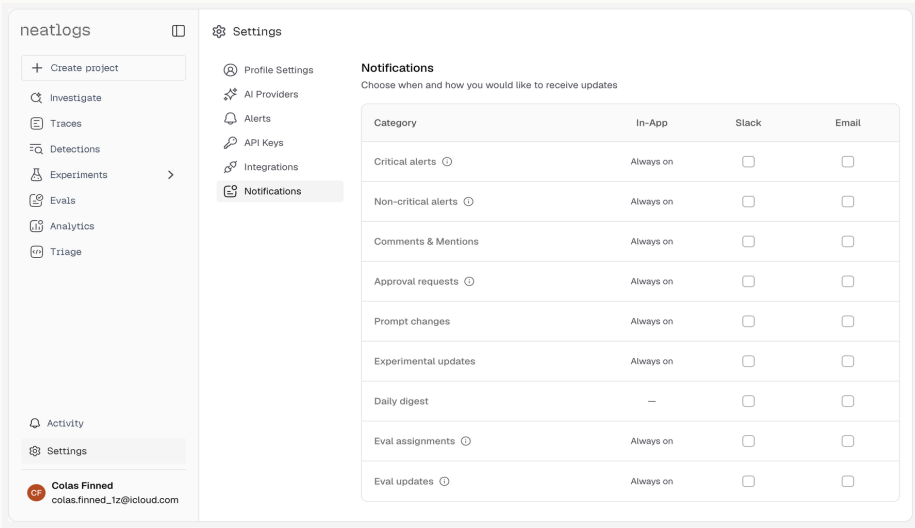 neatlogs
Create project
Investigate
Traces
Detections
Experiments
Evals
Analytics
Triage
Activity
Settings
CF
Colas Finned
colas.finned_1z@icloud.com
Settings
Profile Settings
AI Providers
Alerts
API Keys
Integrations
Notifications
Notifications
Choose when and how you would like to receive updates
Category In-App Slack Email
Critical alerts Always on
Non-critical alerts Always on
Comments & Mentions Always on
Approval requests Always on
Prompt changes Always on
Experimental updates Always on
Daily digest —
Eval assignments Always on
Eval updates Always on